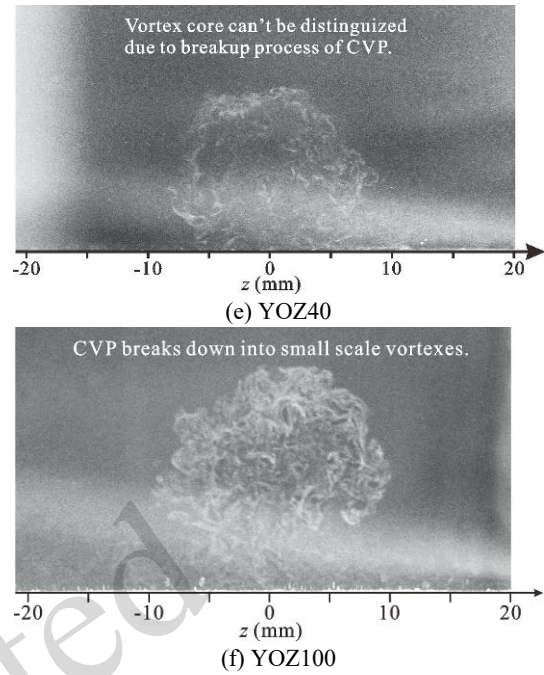 Vortex core can't be distinguized
due to breakup process of CVP.
-20 -10 0 10 20
z (mm)
(e) YOZ40
CVP breaks down into small scale vortexes.
-20 -10 0 10 20
z (mm)
(f) YOZ100
ted